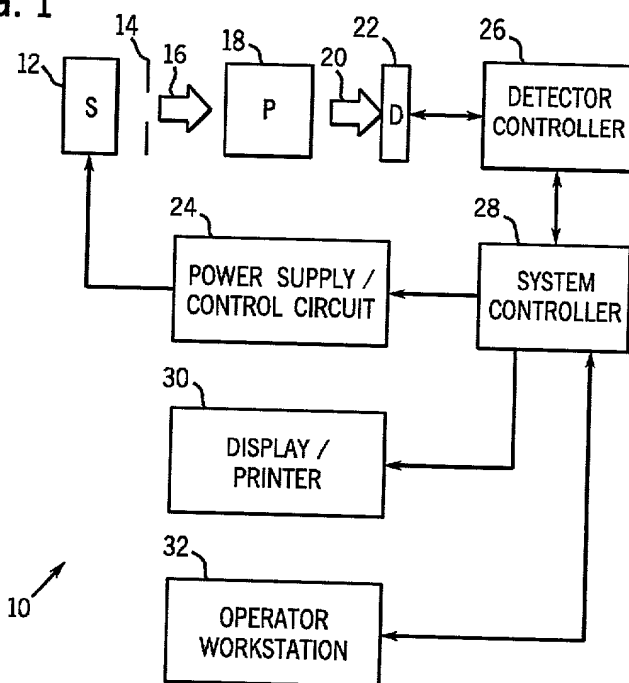 G. 1
14
22
26
12
16
18
20
S
P
D
DETECTOR
CONTROLLER
24
28
POWER SUPPLY /
CONTROL CIRCUIT
SYSTEM
CONTROLLER
30
DISPLAY /
PRINTER
32
10
OPERATOR
WORKSTATION